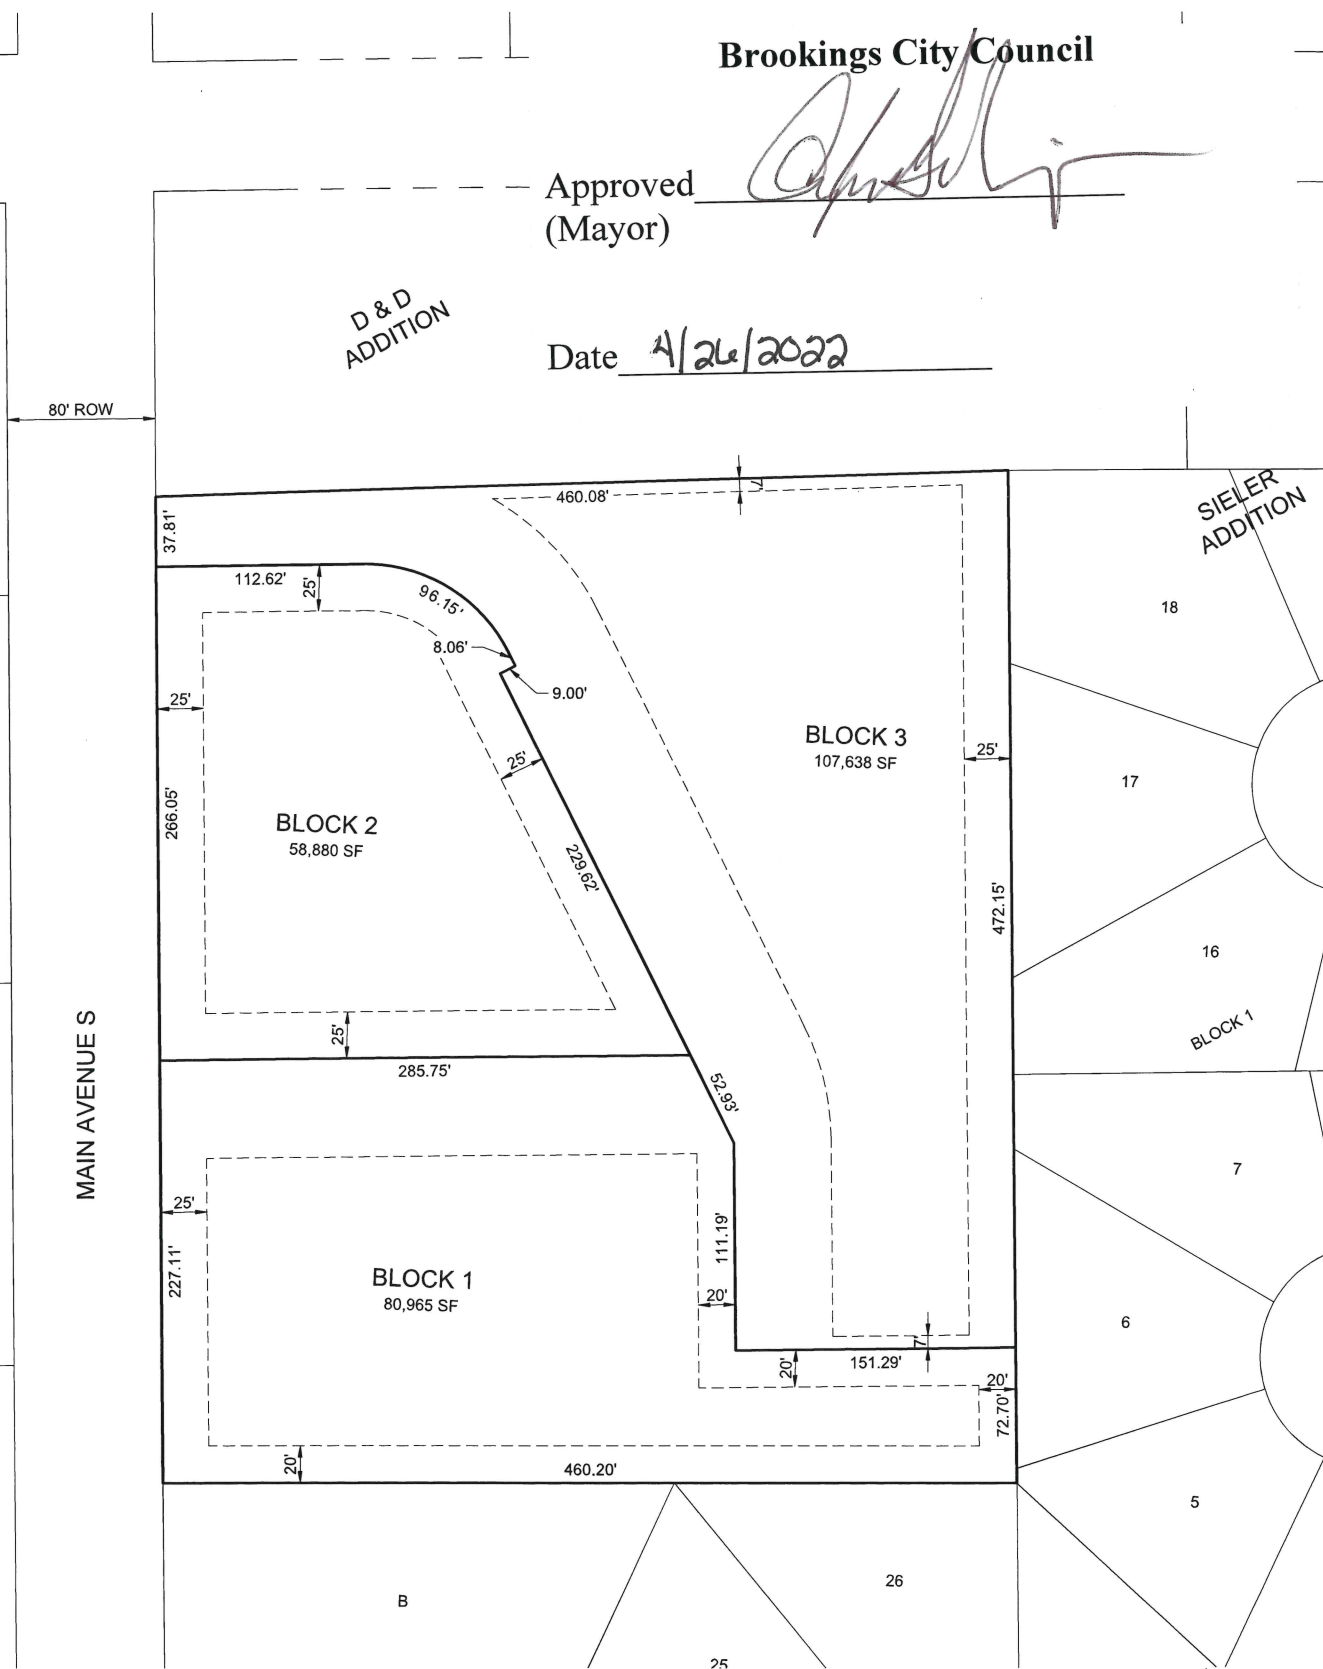 Brookings City Council
Approved
(Mayor)
D & D
ADDITION
Date 4/26/2022
80' ROW
460.08'
7'
SIELER
ADDITION
37.81'
112.62'
25'
96.15'
18
8.06'
9.00'
25'
BLOCK 3
107,638 SF
25'
25'
17
266.05'
BLOCK 2
58,880 SF
229.62'
472.15'
16
BLOCK 1
MAIN AVENUE S
25'
285.75'
52.93'
7
25'
111.19'
227.11'
BLOCK 1
80,965 SF
20'
6
7'
151.29'
20'
20'
72.70'
20'
460.20'
5
B
26
25